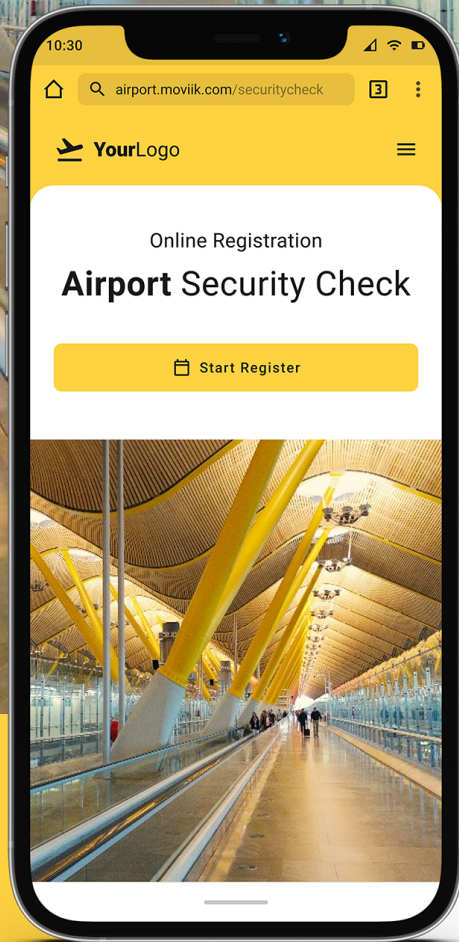 10:30
airport.moviik.com/securitycheck
3
YourLogo
Online Registration
Airport Security Check
Start Register